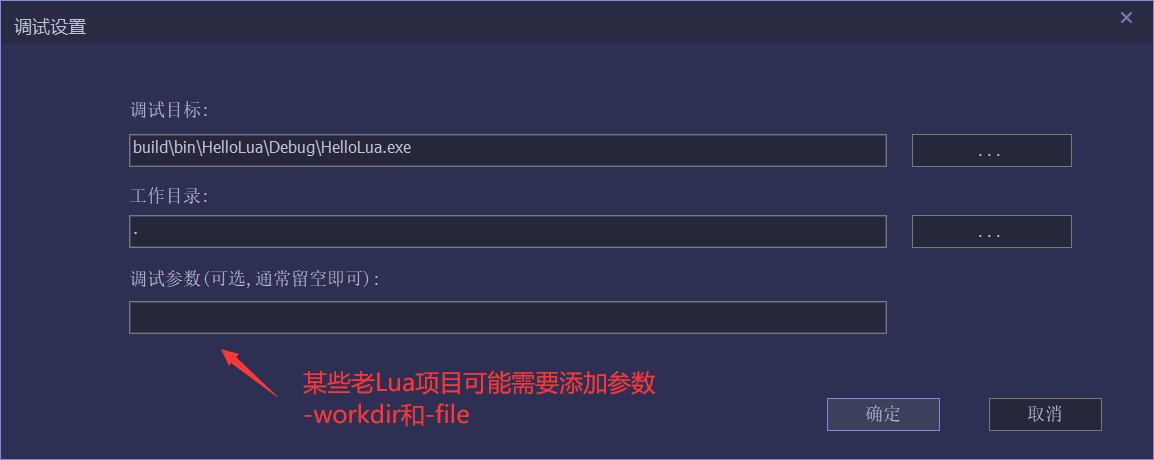 调试设置
调试目标:
build\bin\HelloLua\Debug\HelloLua.exe
...
工作目录:
.
...
调试参数(可选,通常留空即可):
某些老Lua项目可能需要添加参数
-workdir和-file
确定
取消